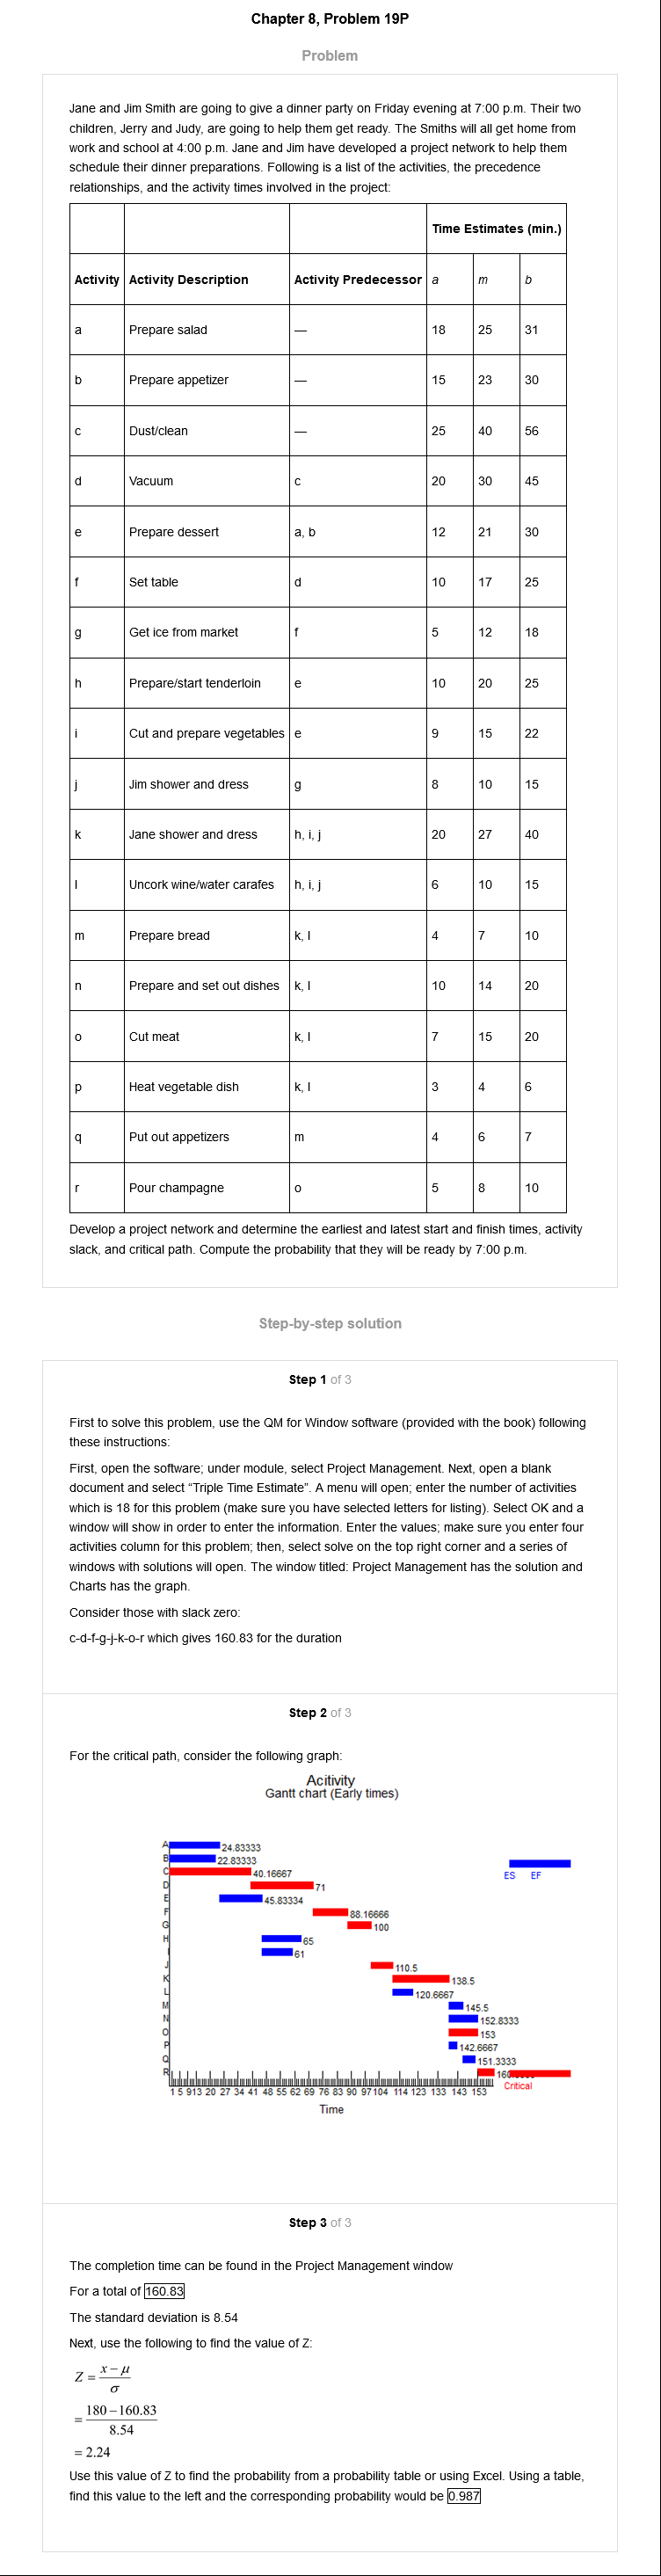 Chapter 8, Problem 19P
Problem
Jane and Jim Smith are going to give a dinner party on Friday evening at 7:00 p.m. Their two
children, Jerry and Judy, are going to help them get ready. The Smiths will all get home from
work and school at 4:00 p.m. Jane and Jim have developed a project network to help them
schedule their dinner preparations. Following is a list of the activities, the precedence
relationships, and the activity times involved in the project:
Time Estimates (min.)
Activity Activity Description Activity Predecessor a m b
a Prepare salad — 18 25 31
b Prepare appetizer — 15 23 30
c Dust/clean — 25 40 56
d Vacuum c 20 30 45
e Prepare dessert a, b 12 21 30
f Set table d 10 17 25
g Get ice from market f 5 12 18
h Prepare/start tenderloin e 10 20 25
i Cut and prepare vegetables e 9 15 22
j Jim shower and dress g 8 10 15
k Jane shower and dress h, i, j 20 27 40
l Uncork wine/water carafes h, i, j 6 10 15
m Prepare bread k, l 4 7 10
n Prepare and set out dishes k, l 10 14 20
o Cut meat k, l 7 15 20
p Heat vegetable dish k, l 3 4 6
q Put out appetizers m 4 6 7
r Pour champagne o 5 8 10
Develop a project network and determine the earliest and latest start and finish times, activity
slack, and critical path. Compute the probability that they will be ready by 7:00 p.m.
Step-by-step solution
Step 1 of 3
First to solve this problem, use the QM for Window software (provided with the book) following
these instructions:
First, open the software; under module, select Project Management. Next, open a blank
document and select “Triple Time Estimate”. A menu will open; enter the number of activities
which is 18 for this problem (make sure you have selected letters for listing). Select OK and a
window will show in order to enter the information. Enter the values; make sure you enter four
activities column for this problem; then, select solve on the top right corner and a series of
windows with solutions will open. The window titled: Project Management has the solution and
Charts has the graph.
Consider those with slack zero:
c-d-f-g-j-k-o-r which gives 160.83 for the duration
Step 2 of 3
For the critical path, consider the following graph:
Acitivity
Gantt chart (Early times)
A 24.83333
B 22.83333
C 40.16667
D 71
E 45.83334
F 88.16666
G 100
H 65
I 61
J 110.5
K 138.5
L 120.6667
M 145.5
N 152.8333
O 153
P 142.6667
Q 151.3333
R
ES EF
Critical
1 5 9 13 20 27 34 41 48 55 62 69 76 83 90 97 104 114 123 133 143 153
Time
Step 3 of 3
The completion time can be found in the Project Management window
For a total of 160.83
The standard deviation is 8.54
Next, use the following to find the value of Z:
Z = x − μ / σ
= 180 − 160.83 / 8.54
= 2.24
Use this value of Z to find the probability from a probability table or using Excel. Using a table,
find this value to the left and the corresponding probability would be 0.987